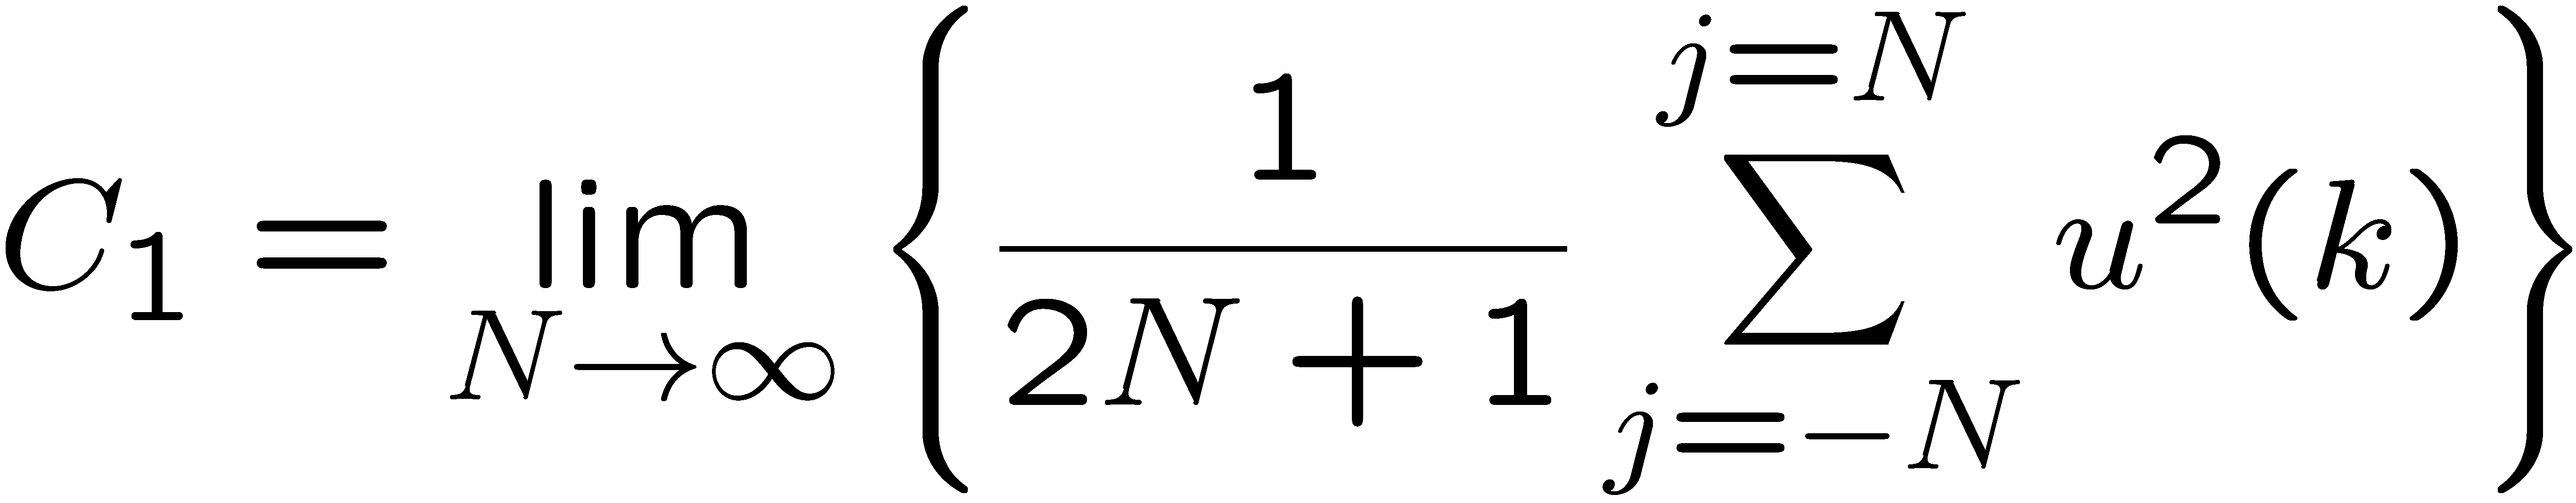 C_1 = \lim_{N \to \infty} \left\{ \frac{1}{2N+1} \sum_{j=-N}^{j=N} u^2(k) \right\}